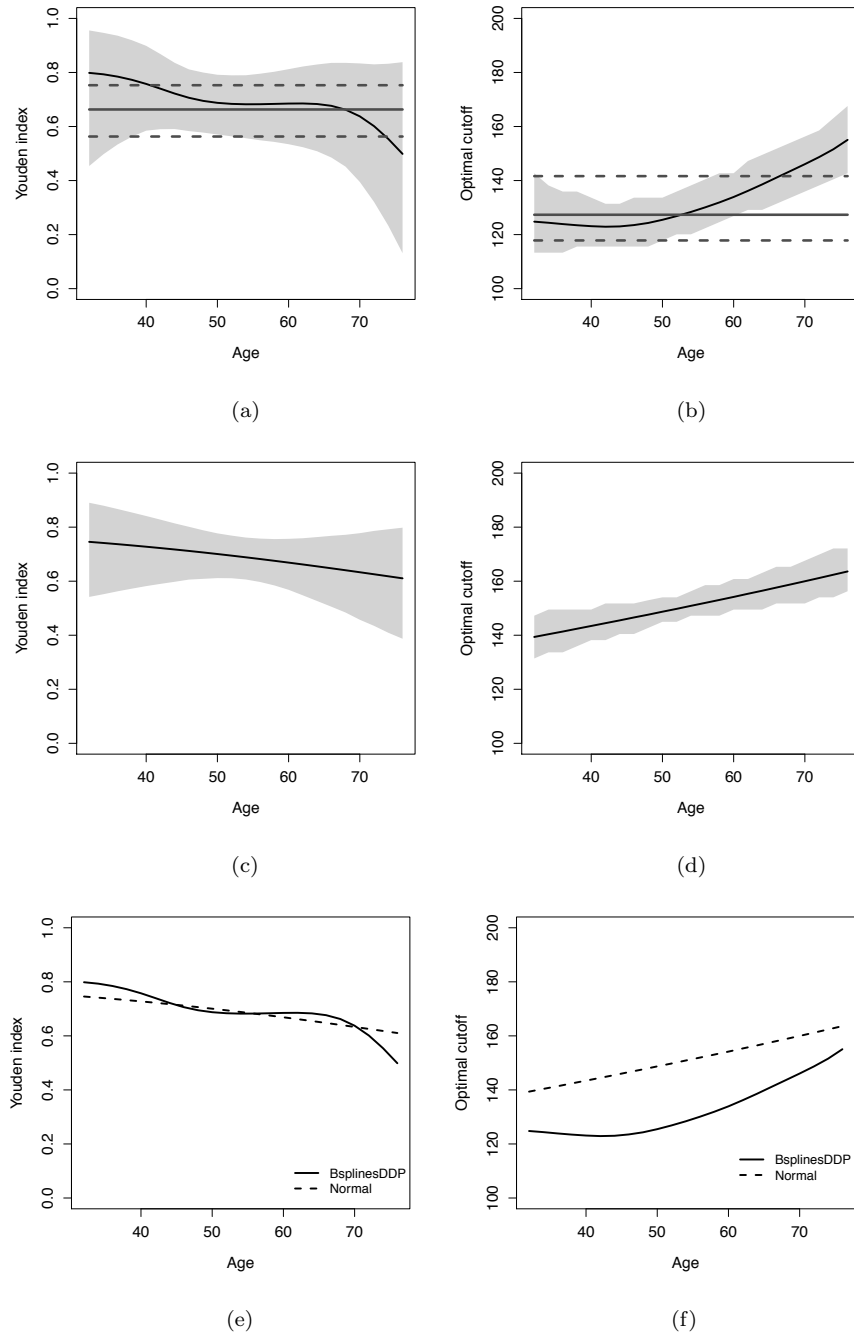 Youden index
0.0 0.2 0.4 0.6 0.8 1.0
40 50 60 70
Age
(a)
Optimal cutoff
100 120 140 160 180 200
40 50 60 70
Age
(b)
Youden index
0.0 0.2 0.4 0.6 0.8 1.0
40 50 60 70
Age
(c)
Optimal cutoff
100 120 140 160 180 200
40 50 60 70
Age
(d)
Youden index
0.0 0.2 0.4 0.6 0.8 1.0
BsplinesDDP
Normal
40 50 60 70
Age
(e)
Optimal cutoff
100 120 140 160 180 200
BsplinesDDP
Normal
40 50 60 70
Age
(f)